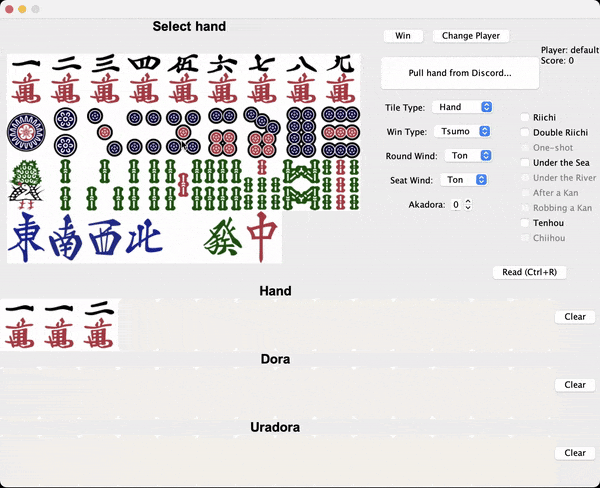 Select hand
Win
Change Player
Player: default
Score: 0
Pull hand from Discord...
一 二 三 四 伍 六 七 八 九
萬 萬 萬 萬 萬 萬 萬 萬 萬
東 南 西 北 發 中
Tile Type: Hand
Win Type: Tsumo
Round Wind: Ton
Seat Wind: Ton
Akadora: 0
Riichi
Double Riichi
One-shot
Under the Sea
Under the River
After a Kan
Robbing a Kan
Tenhou
Chiihou
Read (Ctrl+R)
Hand
一 一 二
萬 萬 萬
Clear
Dora
Clear
Uradora
Clear